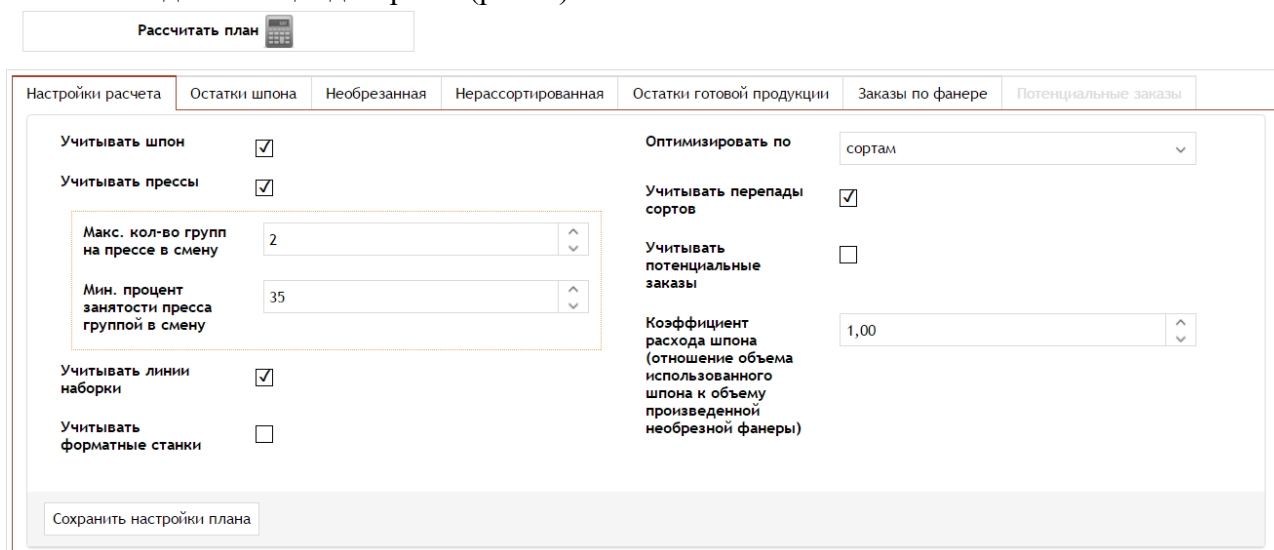 Рассчитать план
Настройки расчета Остатки шпона Необрезанная Нерассортированная Остатки готовой продукции Заказы по фанере Потенциальные заказы
Учитывать шпон
Учитывать прессы
Макс. кол-во групп
на прессе в смену
2
Мин. процент
занятости пресса
группой в смену
35
Учитывать линии
наборки
Учитывать
форматные станки
Оптимизировать по
сортам
Учитывать перепады
сортов
Учитывать
потенциальные
заказы
Коэффициент
расхода шпона
(отношение объема
использованного
шпона к объему
произведенной
необрезной фанеры)
1,00
Сохранить настройки плана